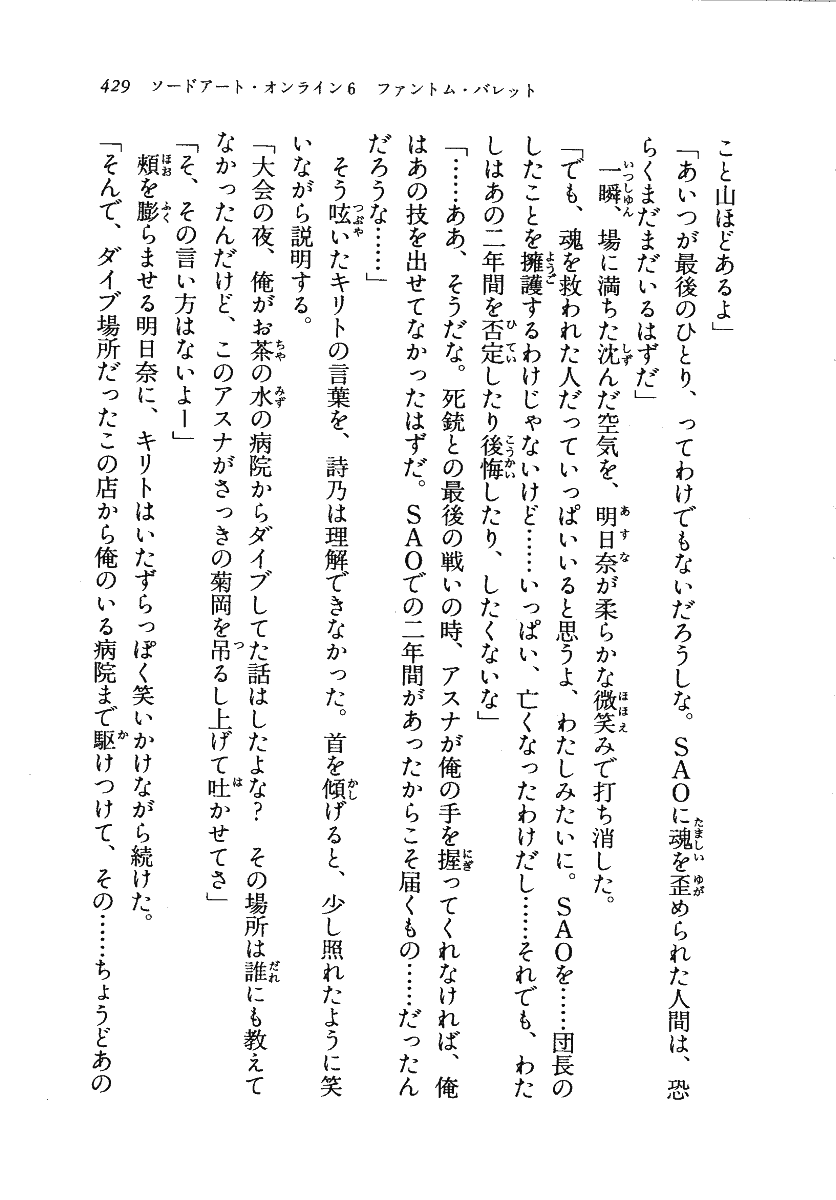 429 ソードアート・オンライン6　ファントム・バレット
こと山ほどあるよ」
「あいつが最後のひとり、ってわけでもないだろうしな。SAOに魂を歪められた人間は、恐
らくまだまだいるはずだ」
　一瞬、場に満ちた沈んだ空気を、明日奈が柔らかな微笑みで打ち消した。
「でも、魂を救われた人だっていっぱいいると思うよ、わたしみたいに。SAOを……団長の
したことを擁護するわけじゃないけど……いっぱい、亡くなったわけだし……それでも、わた
しはあの二年間を否定したり後悔したり、したくないな」
「……ああ、そうだな。死銃との最後の戦いの時、アスナが俺の手を握ってくれなければ、俺
はあの技を出せてなかったはずだ。SAOでの二年間があったからこそ届くもの……だったん
だろうな……」
　そう呟いたキリトの言葉を、詩乃は理解できなかった。首を傾げると、少し照れたように笑
いながら説明する。
「大会の夜、俺がお茶の水の病院からダイブしてた話はしたよな？　その場所は誰にも教えて
なかったんだけど、このアスナがさっきの菊岡を吊るし上げて吐かせてさ」
「そ、その言い方はないよー」
　頬を膨らませる明日奈に、キリトはいたずらっぽく笑いかけながら続けた。
「そんで、ダイブ場所だったこの店から俺のいる病院まで駆けつけて、その……ちょうどあの